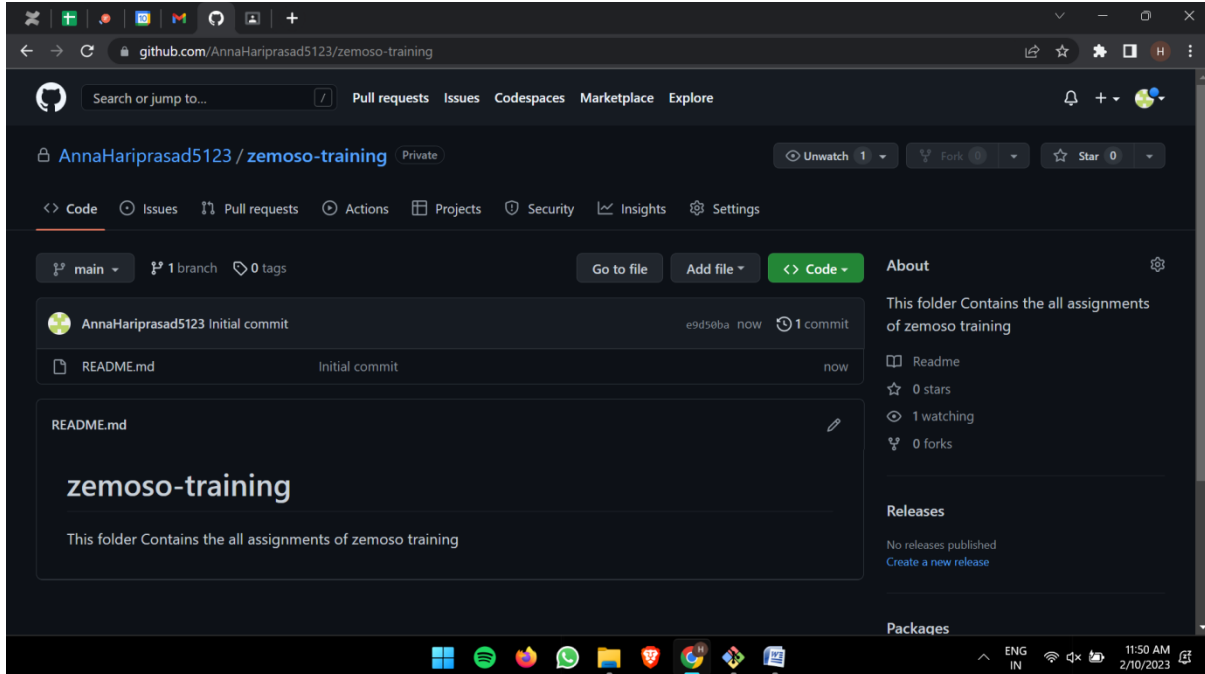 10
github.com/AnnaHariprasad5123/zemoso-training
H
Search or jump to... / Pull requests Issues Codespaces Marketplace Explore
AnnaHariprasad5123 / zemoso-training Private
Unwatch 1 Fork 0 Star 0
Code Issues Pull requests Actions Projects Security Insights Settings
main 1 branch 0 tags Go to file Add file Code
AnnaHariprasad5123 Initial commit e9d50ba now 1 commit
README.md Initial commit now
README.md
zemoso-training
This folder Contains the all assignments of zemoso training
About
This folder Contains the all assignments
of zemoso training
Readme
0 stars
1 watching
0 forks
Releases
No releases published
Create a new release
Packages
H
ENG
IN
11:50 AM
2/10/2023